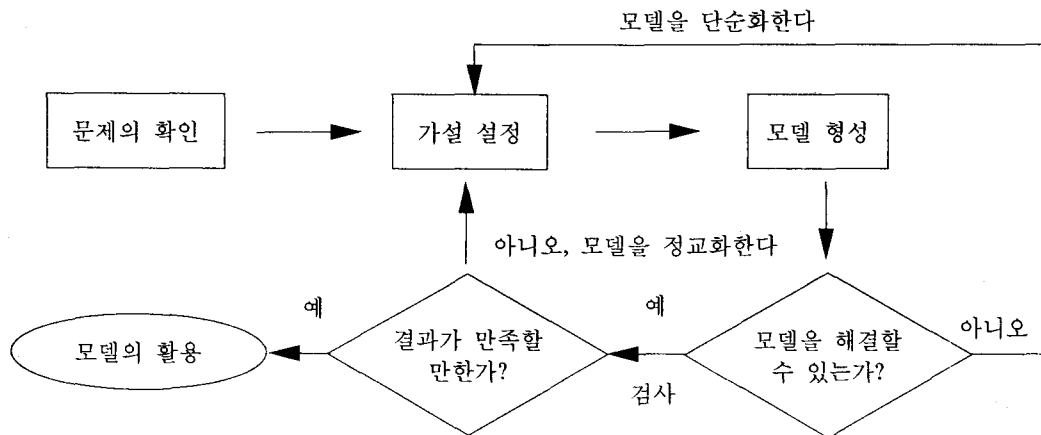 모델을 단순화한다
문제의 확인
가설 설정
모델 형성
아니오, 모델을 정교화한다
예
예
아니오
모델의 활용
결과가 만족할
만한가?
모델을 해결할
수 있는가?
검사